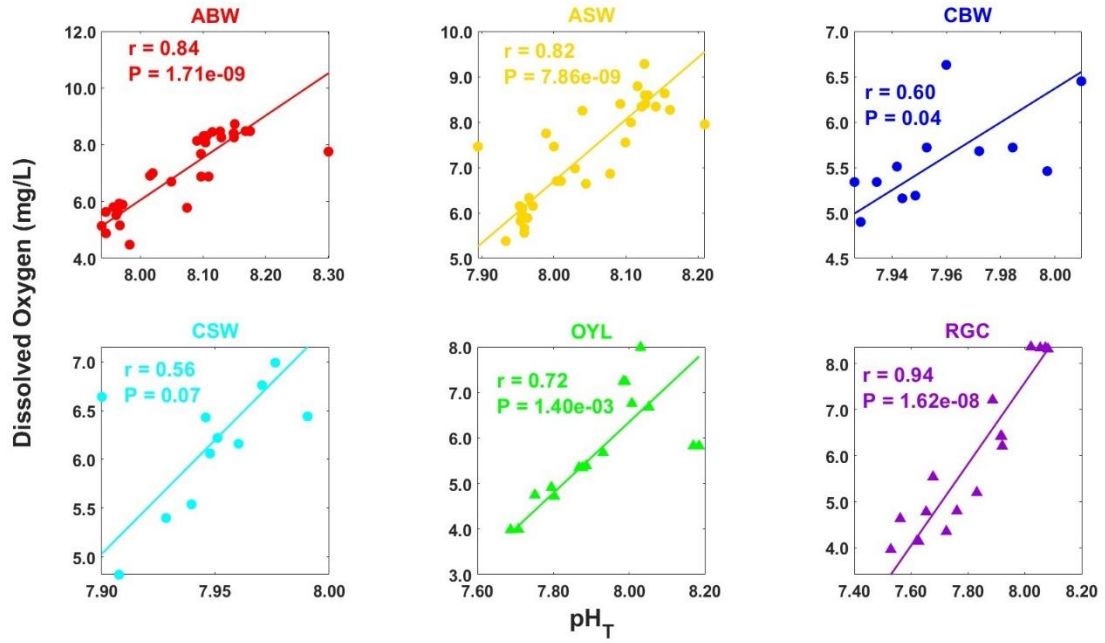 Dissolved Oxygen (mg/L)
ABW
r = 0.84
P = 1.71e-09
12.0
10.0
8.0
6.0
4.0
8.00 8.10 8.20 8.30
ASW
r = 0.82
P = 7.86e-09
10.0
9.0
8.0
7.0
6.0
5.0
7.90 8.00 8.10 8.20
CBW
r = 0.60
P = 0.04
7.0
6.5
6.0
5.5
5.0
4.5
7.94 7.96 7.98 8.00
CSW
r = 0.56
P = 0.07
7.0
6.5
6.0
5.5
5.0
7.90 7.95 8.00
OYL
r = 0.72
P = 1.40e-03
8.0
7.0
6.0
5.0
4.0
3.0
7.60 7.80 8.00 8.20
RGC
r = 0.94
P = 1.62e-08
8.0
7.0
6.0
5.0
4.0
7.40 7.60 7.80 8.00 8.20
pH_T